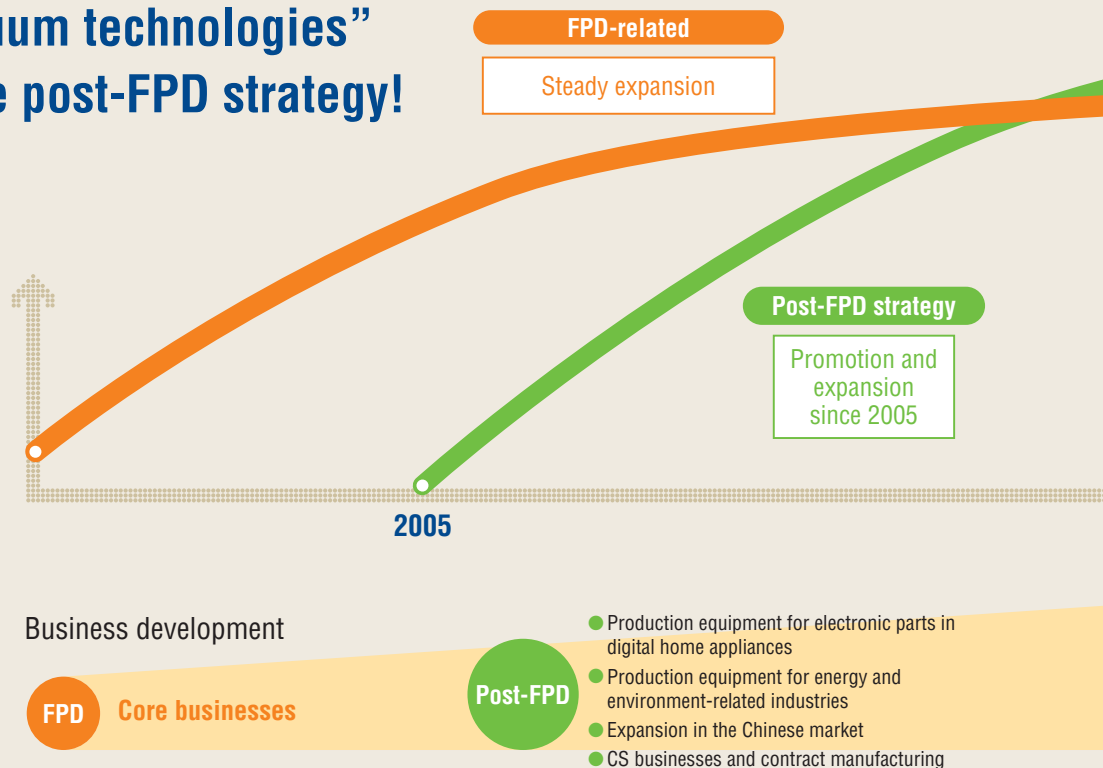 technologies”
post-FPD strategy!
FPD-related
Steady expansion
Post-FPD strategy
Promotion and
expansion
since 2005
2005
Business development
FPD
Core businesses
Post-FPD
● Production equipment for electronic parts in
digital home appliances
● Production equipment for energy and
environment-related industries
● Expansion in the Chinese market
● CS businesses and contract manufacturing